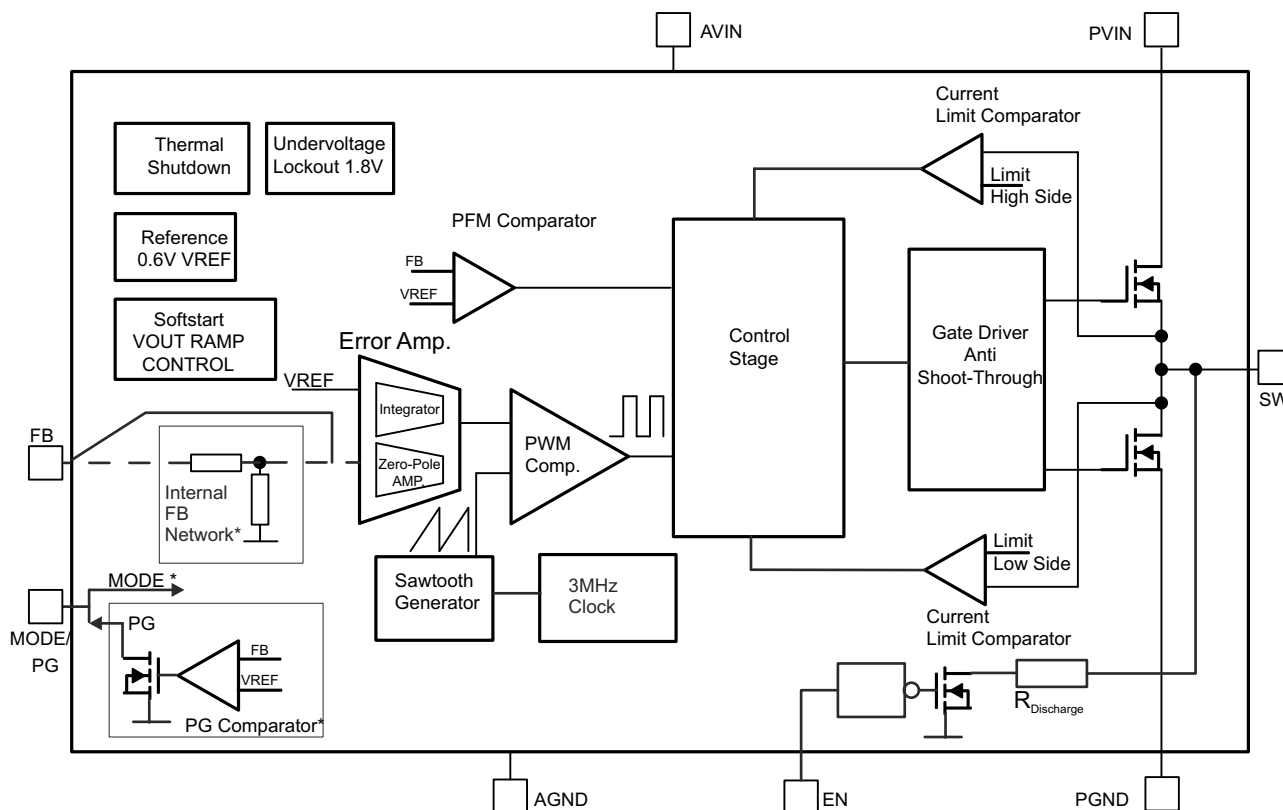 AVIN
PVIN
Current
Limit Comparator
Thermal
Shutdown
Undervoltage
Lockout 1.8V
Limit
High Side
Reference
0.6V VREF
PFM Comparator
FB
VREF
Softstart
VOUT RAMP
CONTROL
Error Amp.
Control
Stage
Gate Driver
Anti
Shoot-Through
VREF
Integrator
SW
FB
PWM
Comp.
Zero-Pole
AMP.
Internal
FB
Network*
Limit
Low Side
MODE *
Sawtooth
Generator
3MHz
Clock
MODE/
PG
PG
FB
VREF
PG Comparator*
Current
Limit Comparator
RDischarge
AGND
EN
PGND